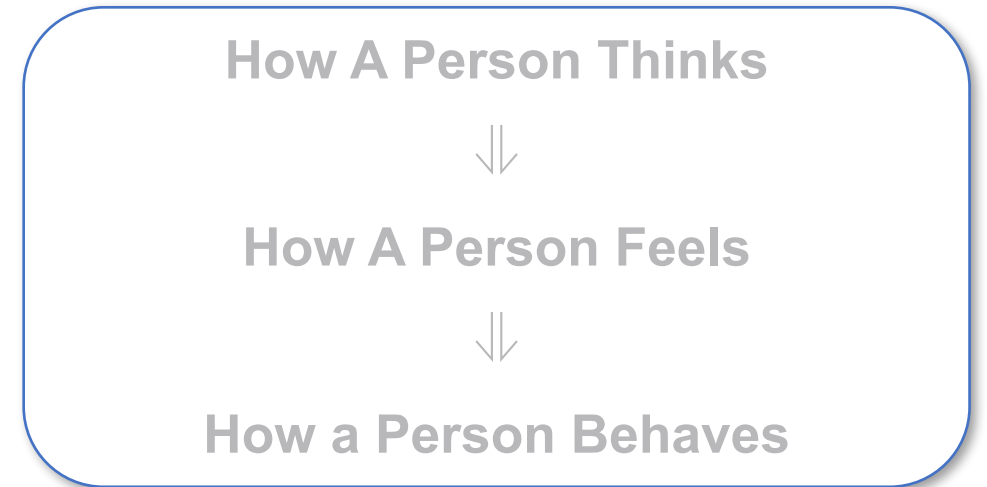 How A Person Thinks
⇓
How A Person Feels
⇓
How a Person Behaves